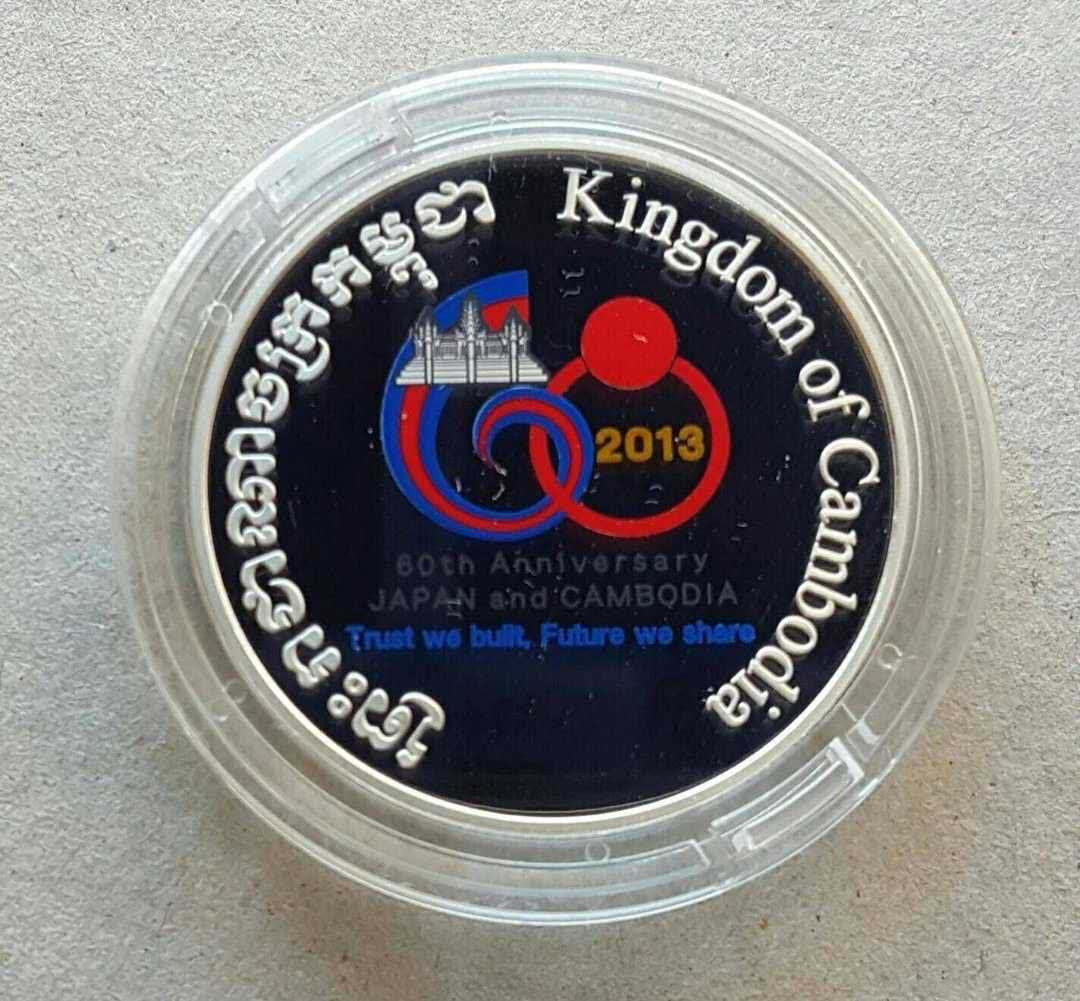 ព្រះរាជាណាចក្រកម្ពុជា
Kingdom of Cambodia
2013
60th Anniversary
JAPAN and CAMBODIA
Trust we built, Future we share